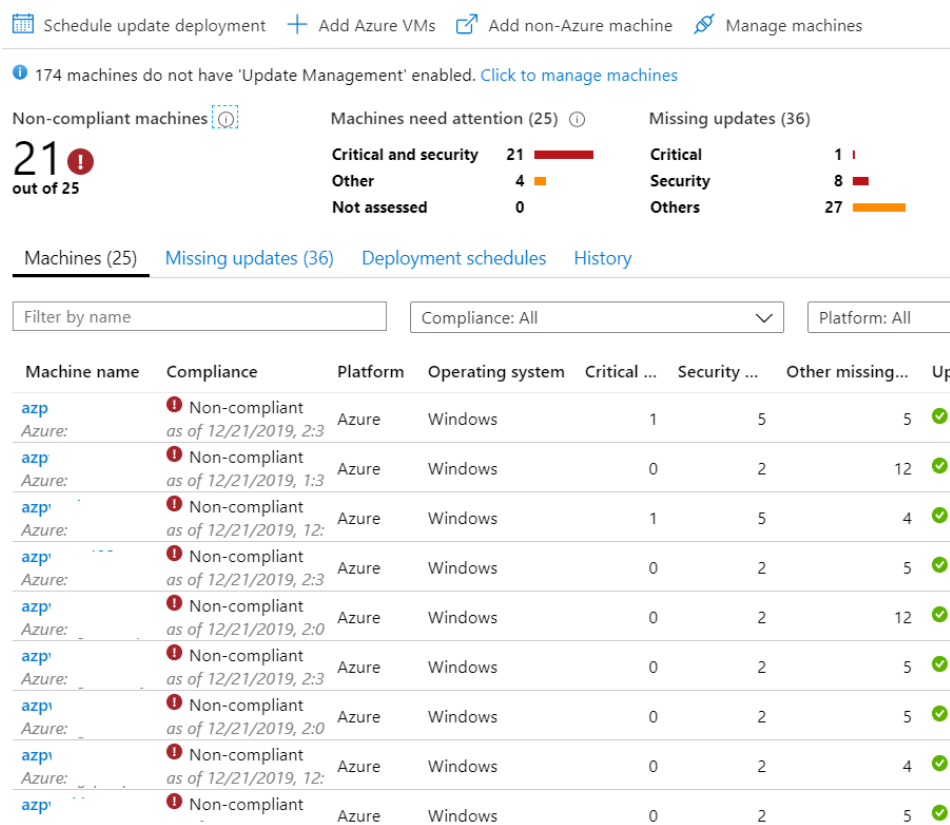 Schedule update deployment Add Azure VMs Add non-Azure machine Manage machines
174 machines do not have 'Update Management' enabled. Click to manage machines
Non-compliant machines Machines need attention (25) Missing updates (36)
21
out of 25
Critical and security 21 Critical 1
Other 4 Security 8
Not assessed 0 Others 27
Machines (25) Missing updates (36) Deployment schedules History
Filter by name Compliance: All Platform: All
Machine name Compliance Platform Operating system Critical ... Security ... Other missing... Up
azp Non-compliant
Azure: as of 12/21/2019, 2:3 Azure Windows 1 5 5
azp Non-compliant
Azure: as of 12/21/2019, 1:3 Azure Windows 0 2 12
azp Non-compliant
Azure: as of 12/21/2019, 12: Azure Windows 1 5 4
azp Non-compliant
Azure: as of 12/21/2019, 2:3 Azure Windows 0 2 5
azp Non-compliant
Azure: as of 12/21/2019, 2:0 Azure Windows 0 2 12
azp Non-compliant
Azure: as of 12/21/2019, 2:3 Azure Windows 0 2 5
azp Non-compliant
Azure: as of 12/21/2019, 2:0 Azure Windows 0 2 5
azp Non-compliant
Azure: as of 12/21/2019, 12: Azure Windows 0 2 4
azp Non-compliant
Azure Windows 0 2 5